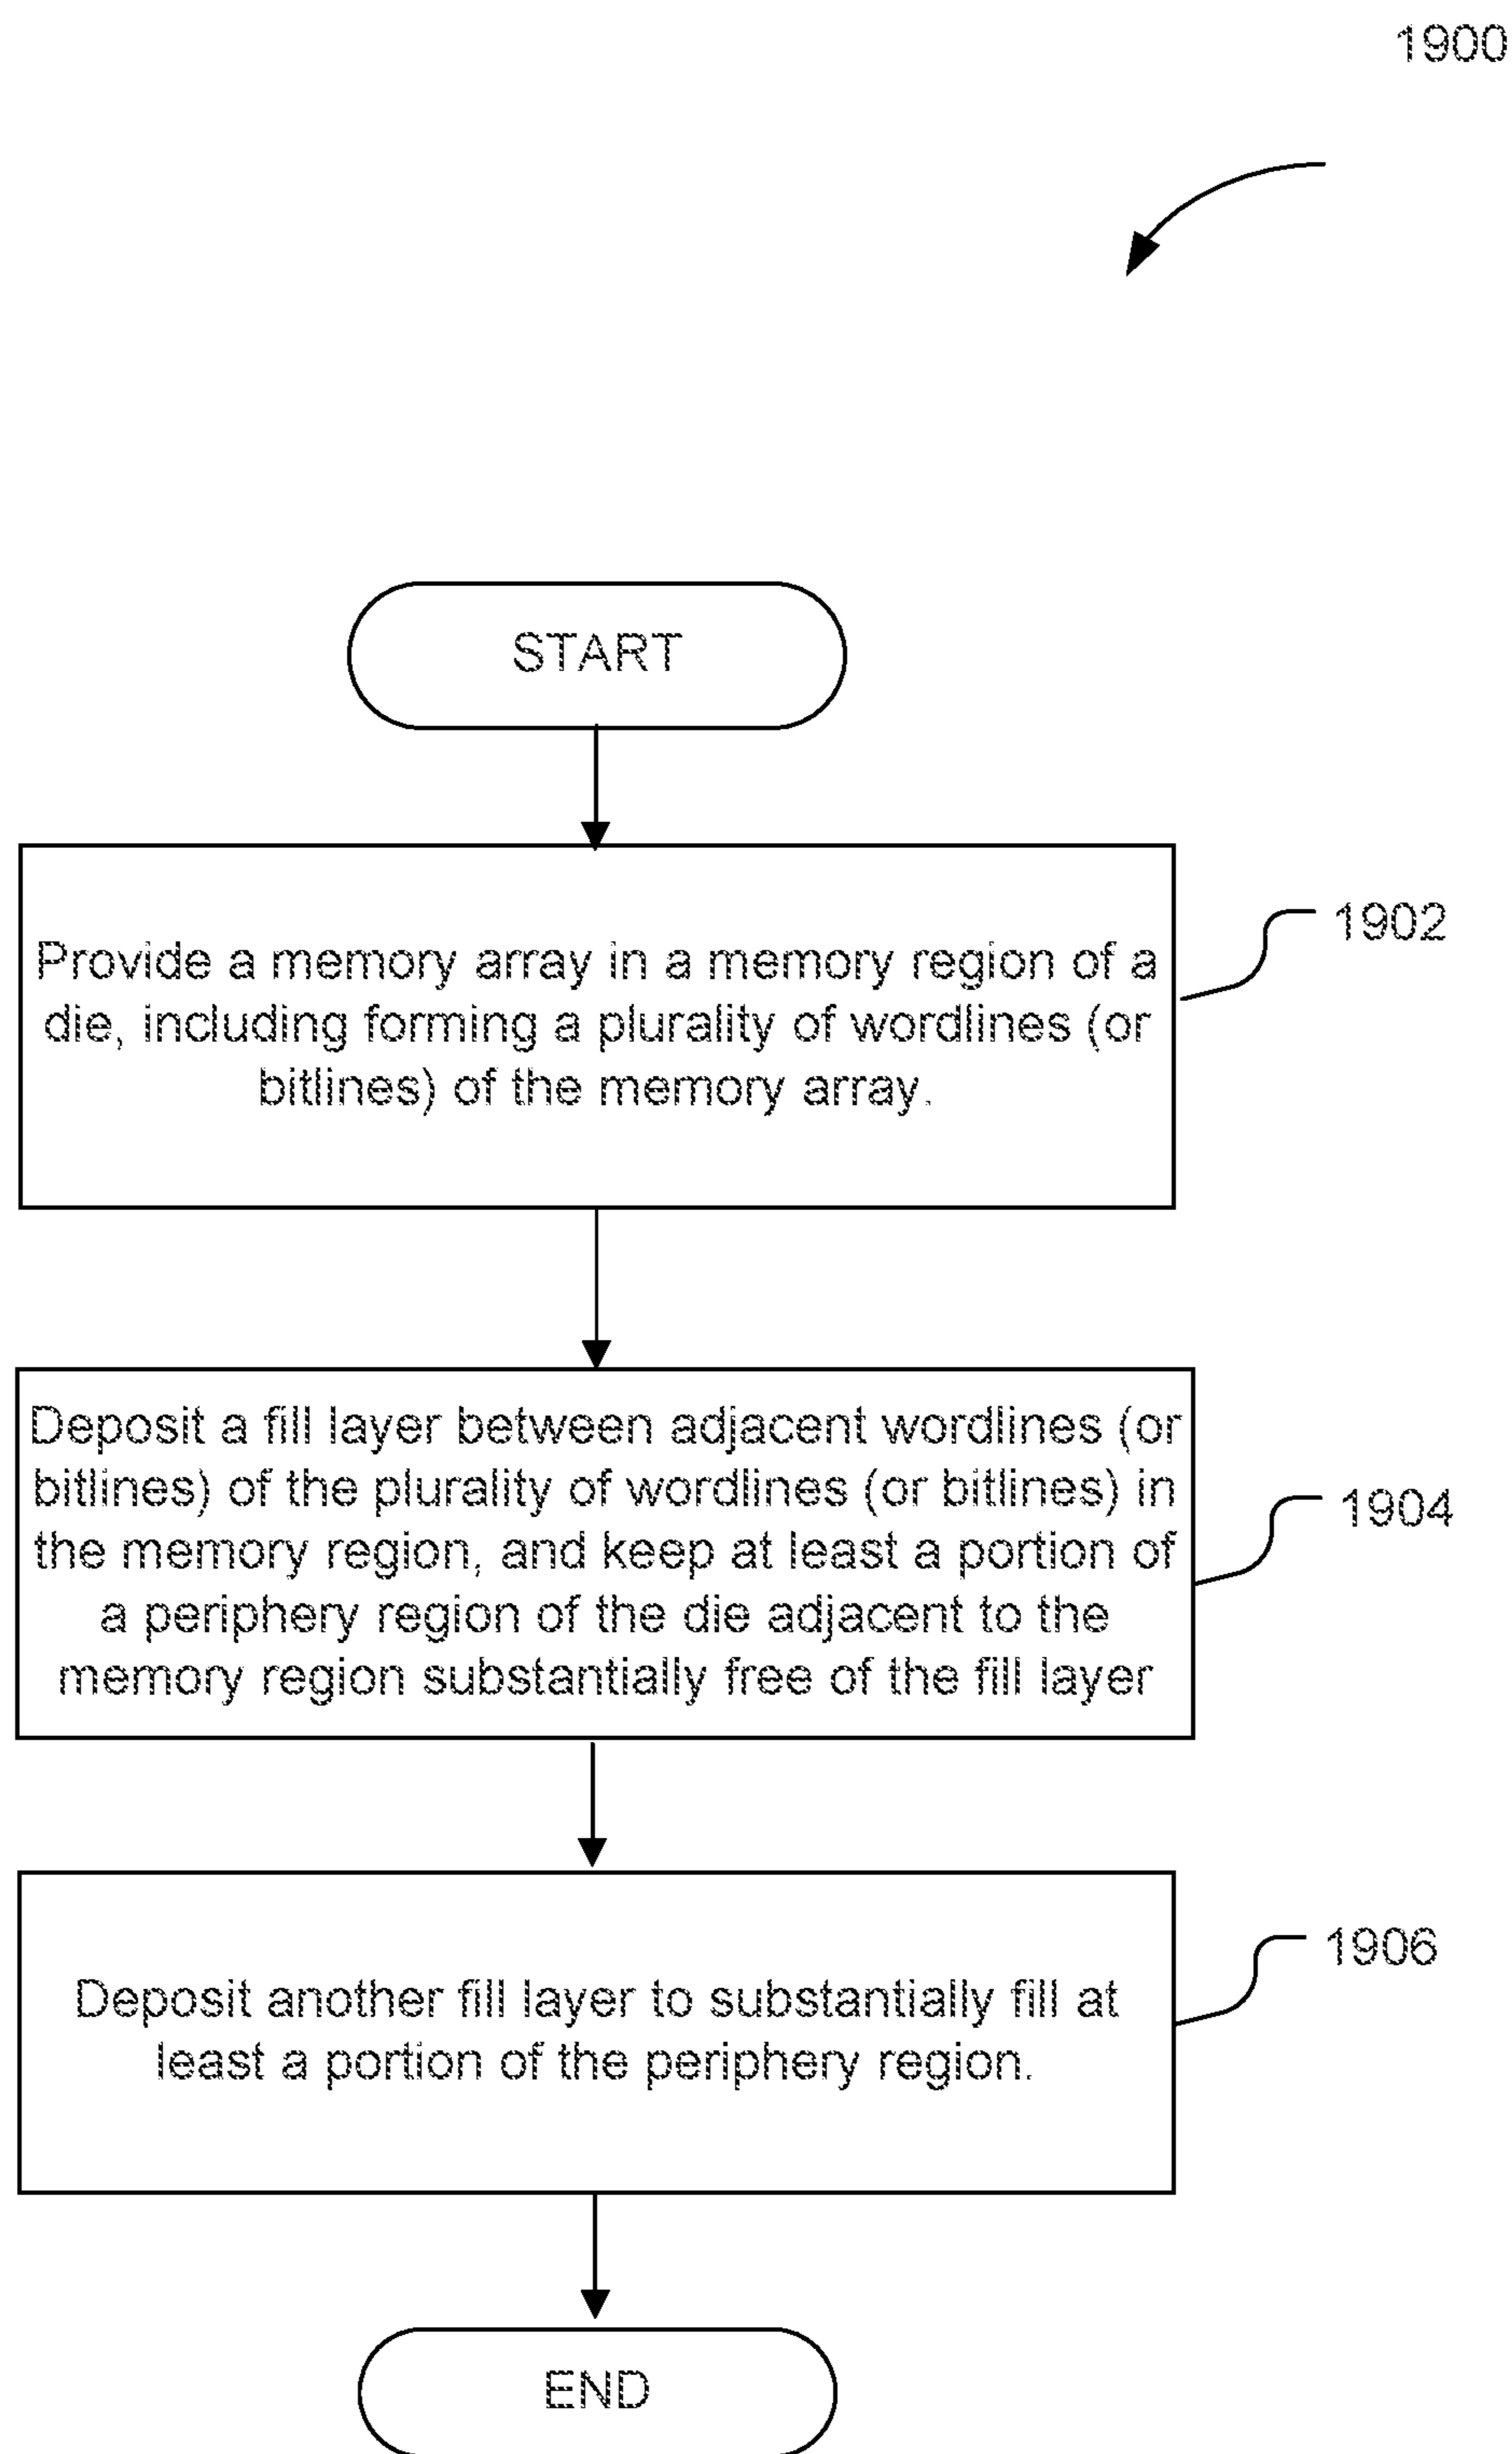 1900
START
Provide a memory array in a memory region of a
die, including forming a plurality of wordlines (or
bitlines) of the memory array.
1902
Deposit a fill layer between adjacent wordlines (or
bitlines) of the plurality of wordlines (or bitlines) in
the memory region, and keep at least a portion of
a periphery region of the die adjacent to the
memory region substantially free of the fill layer
1904
Deposit another fill layer to substantially fill at
least a portion of the periphery region.
1906
END